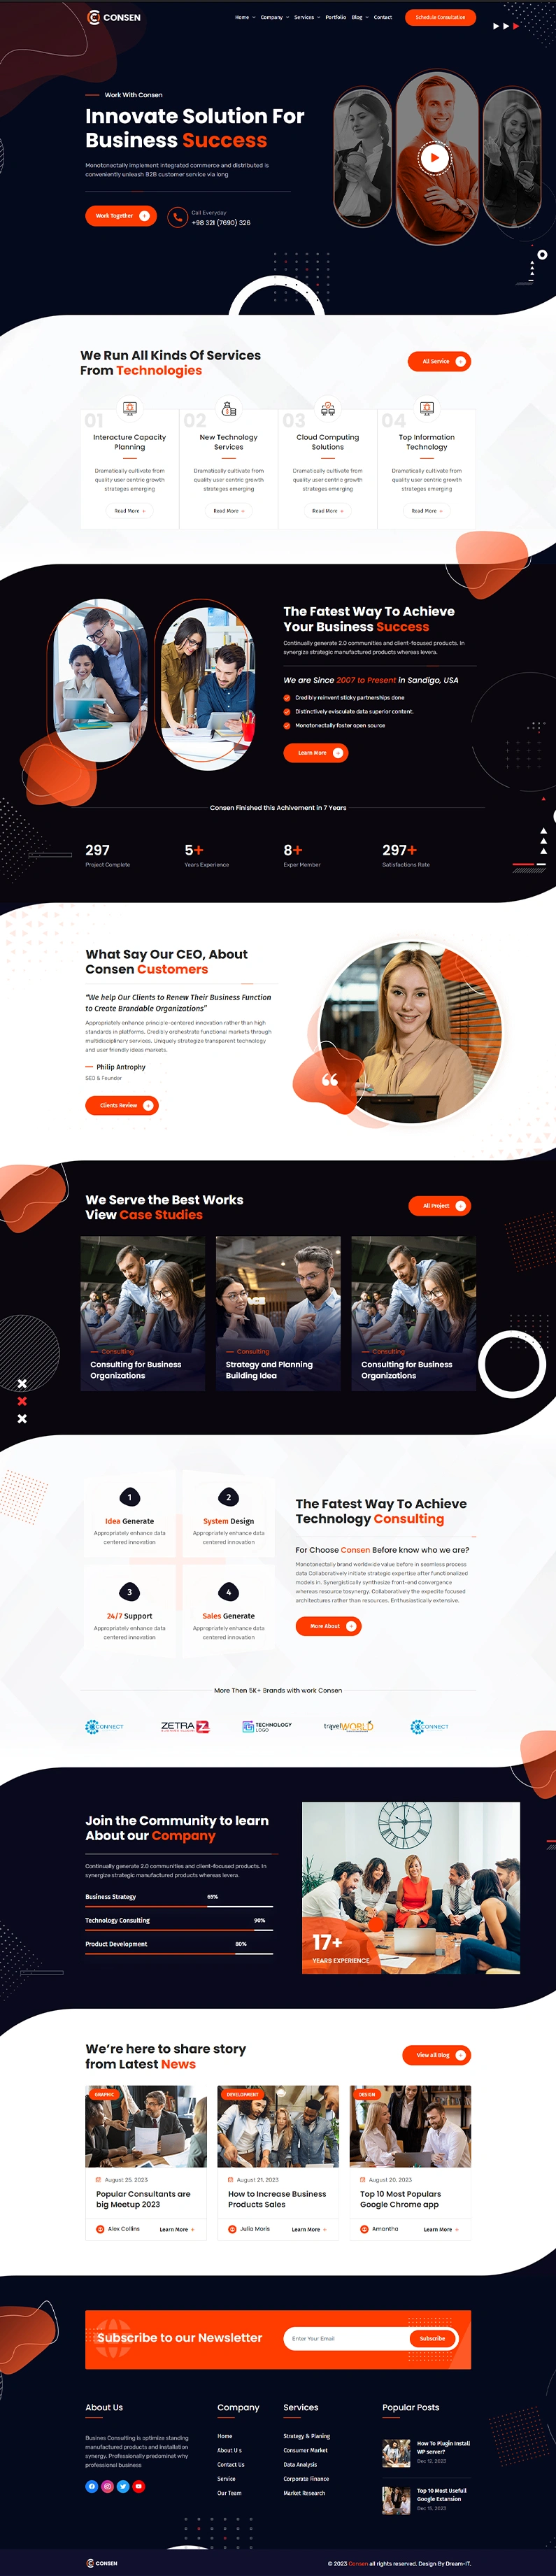 CONSEN
Home Company Services Portfolio Blog Contact
Schedule Consultation
Work With Consen
Innovate Solution For
Business Success
Monotonectally implement integrated commerce and distributed is
conveniently unleash B2B customer service via long
Work Together
Call Everyday
+98 321 (7690) 326
We Run All Kinds Of Services
From Technologies
All Service
01
Interacture Capacity
Planning
Dramatically cultivate from
quality user centric growth
strateges emerging
Read More +
02
New Technology
Services
Dramatically cultivate from
quality user centric growth
strateges emerging
Read More +
03
Cloud Computing
Solutions
Dramatically cultivate from
quality user centric growth
strateges emerging
Read More +
04
Top Information
Technology
Dramatically cultivate from
quality user centric growth
strateges emerging
Read More +
The Fatest Way To Achieve
Your Business Success
Continually generate 2.0 communities and client-focused products. In
synergize strategic manufactured products whereas levera.
We are Since 2007 to Present in Sandigo, USA
Credibly reinvent sticky partnerships done
Distinctively evisculate data superior content.
Monotonectally foster open source
Learn More
Consen Finished this Achivement in 7 Years
297
Project Complete
5+
Years Experience
8+
Exper Member
297+
Satisfactions Rate
What Say Our CEO, About
Consen Customers
"We help Our Clients to Renew Their Business Function
to Create Brandable Organizations"
Appropriately enhance principle-centered innovation rather than high
standards in platforms. Credibly orchestrate functional markets through
multidisciplinary services. Uniquely strategize transparent technology
and user friendly ideas markets.
Philip Antrophy
SEO & Founder
Clients Review
We Serve the Best Works
View Case Studies
All Project
Consulting
Consulting for Business
Organizations
Consulting
Strategy and Planning
Building Idea
Consulting
Consulting for Business
Organizations
1
Idea Generate
Appropriately enhance data
centered innovation
2
System Design
Appropriately enhance data
centered innovation
3
24/7 Support
Appropriately enhance data
centered innovation
4
Sales Generate
Appropriately enhance data
centered innovation
The Fatest Way To Achieve
Technology Consulting
For Choose Consen Before know who we are?
Monotonectally brand worldwide value before in seamless process
data Collaboratively initiate strategic expertise after functionalized
models in. Synergistically synthesize front-end convergence
whereas resource tosynergy. Collaboratively the expedite focused
architectures rather than resources. Enthusiastically extensive.
More About
More Then 5K+ Brands with work Consen
CONNECT
ZETRA Z
TECHNOLOGY
LOGO
travel WORLD
CONNECT
Join the Community to learn
About our Company
Continually generate 2.0 communities and client-focused products. In
synergize strategic manufactured products whereas levera.
Business Strategy 65%
Technology Consulting 90%
Product Development 80%
17+
YEARS EXPERIENCE
We're here to share story
from Latest News
View all Blog
GRAPHIC
August 25, 2023
Popular Consultants are
big Meetup 2023
Alex Collins Learn More +
DEVELOPMENT
August 21, 2023
How to Increase Business
Products Sales
Julia Moris Learn More +
DESIGN
August 20, 2023
Top 10 Most Populars
Google Chrome app
Amantha Learn More +
Subscribe to our Newsletter
Enter Your Email
Subscribe
About Us
Business Consulting is optimize standing
manufactured products and Installation
synergy. Professionally predominat why
professional business
Company
Home
About U s
Contact Us
Service
Our Team
Services
Strategy & Planing
Consumer Market
Data Analysis
Corporate Finance
Market Research
Popular Posts
How To Plugin Install
WP server?
Dec 12, 2023
Top 10 Most Usefull
Google Extansion
Dec 10, 2023
CONSEN
© 2023 Consen all rights reserved. Design By Dream-IT.